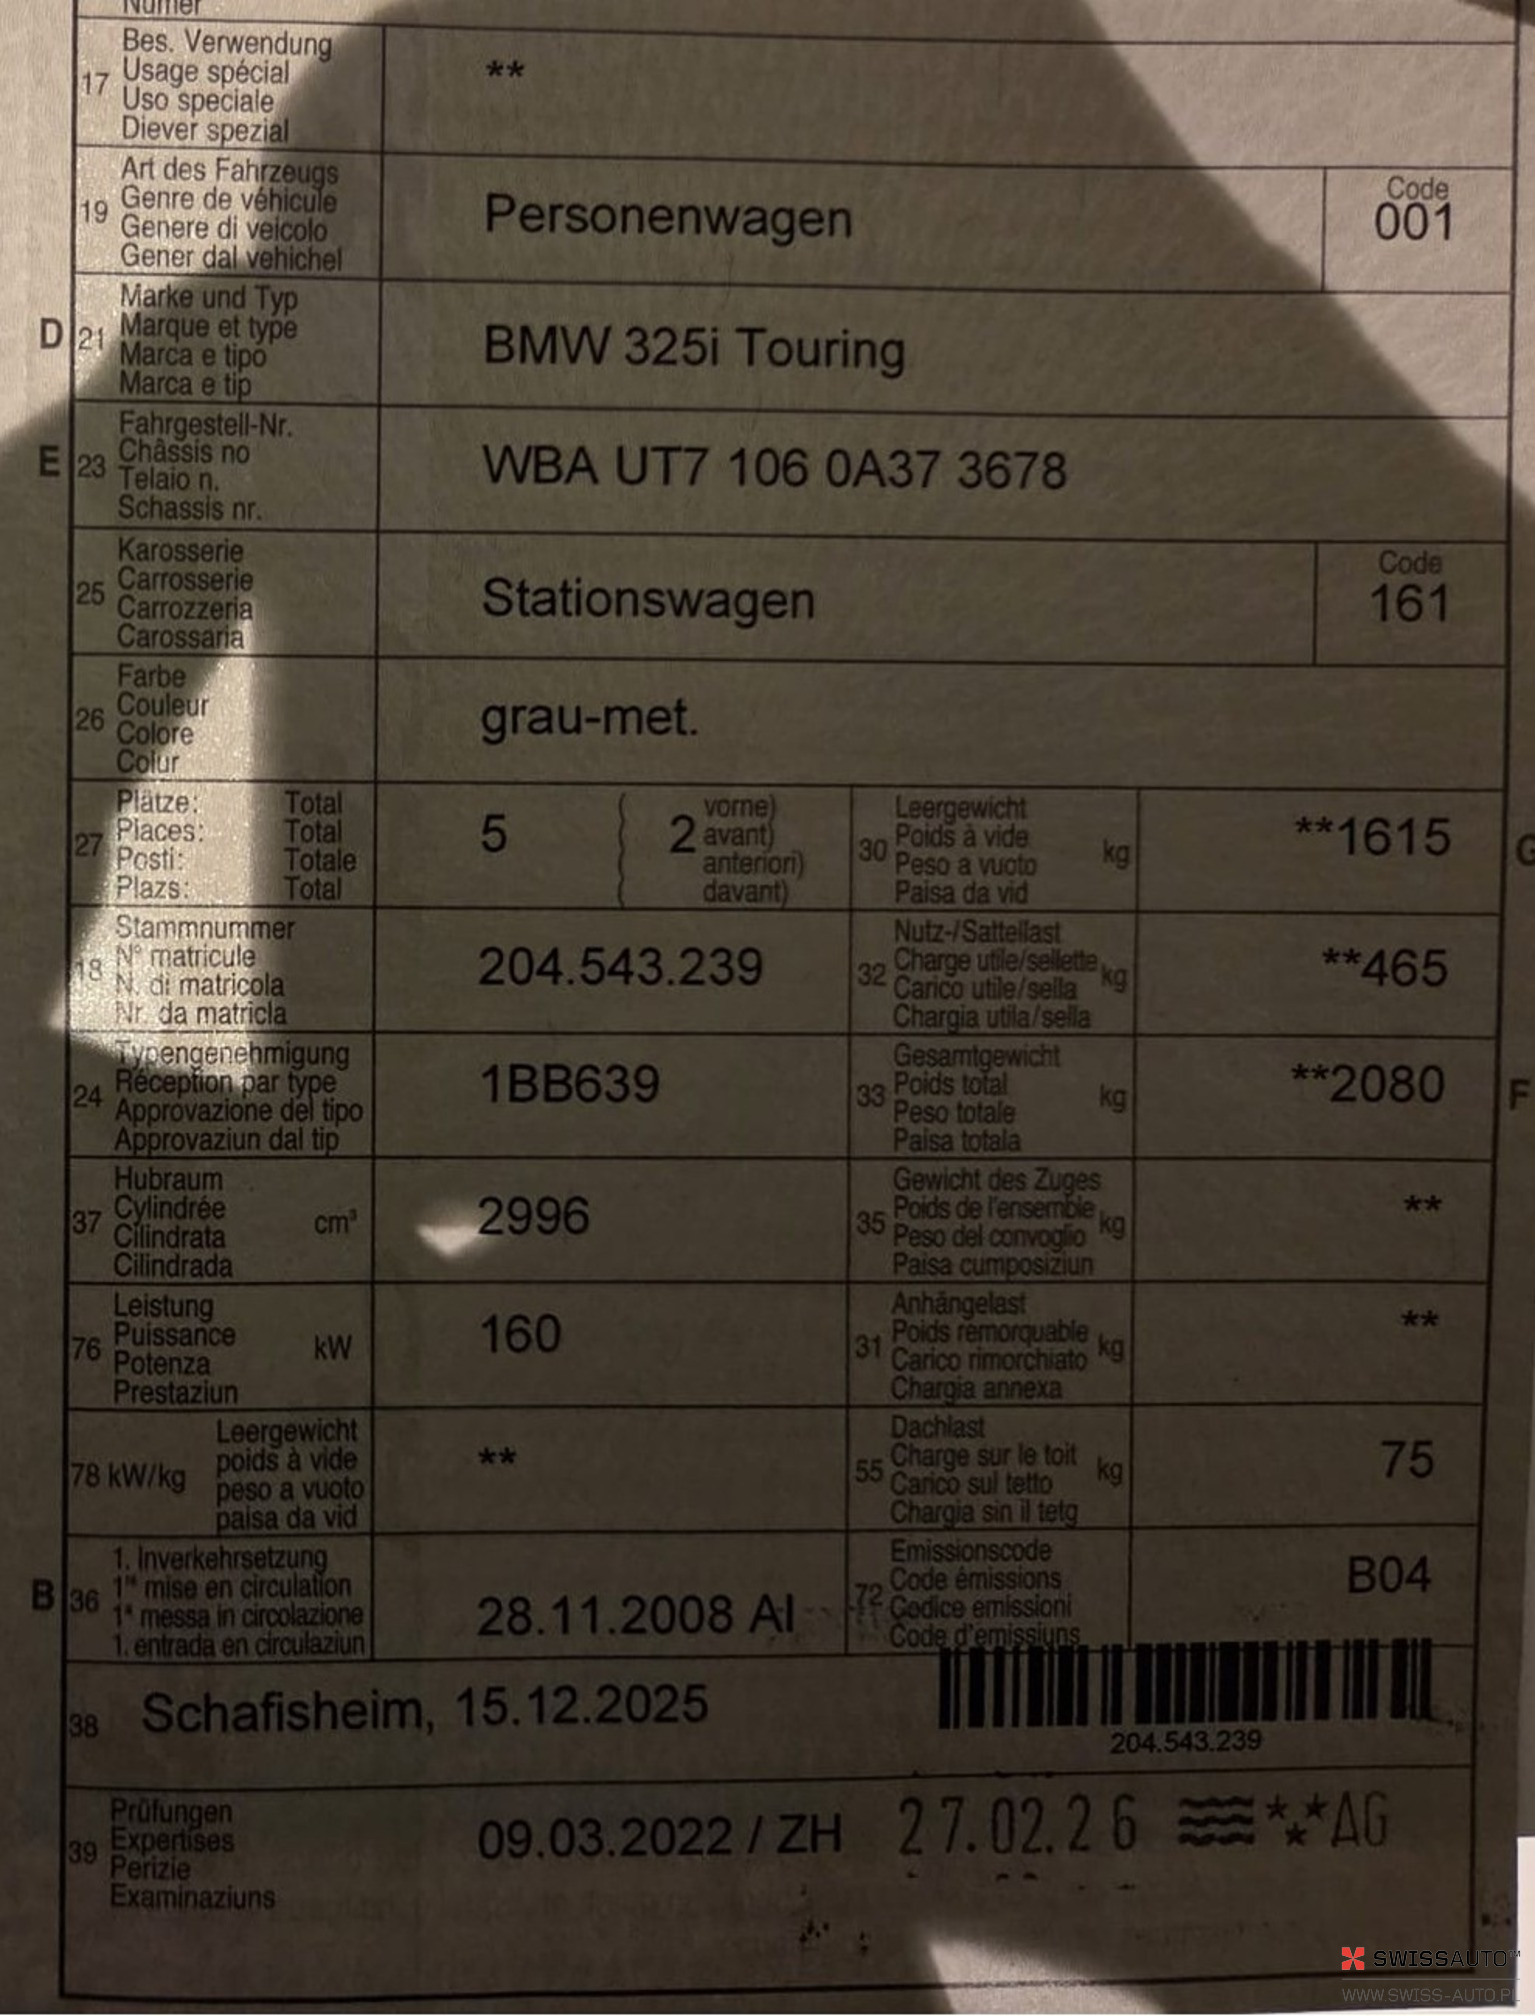 Numer
17 Bes. Verwendung
Usage spécial
Uso speciale
Diever spezial
**
19 Art des Fahrzeugs
Genre de véhicule
Genere di veicolo
Gener dal vehichel
Personenwagen
Code
001
D 21 Marke und Typ
Marque et type
Marca e tipo
Marca e tip
BMW 325i Touring
E 23 Fahrgestell-Nr.
Châssis no
Telaio n.
Schassis nr.
WBA UT7 106 0A37 3678
25 Karosserie
Carrosserie
Carrozzeria
Carossaria
Stationswagen
Code
161
26 Farbe
Couleur
Colore
Colur
grau-met.
27 Plätze: Total
Places: Total
Posti: Totale
Plazs: Total
5 ( 2 vorne)
avant)
anteriori)
davant)
30 Leergewicht
Poids à vide
Peso a vuoto
Paisa da vid
kg
**1615
G
18 Stammnummer
N° matricule
N. di matricola
Nr. da matricla
204.543.239
32 Nutz-/Sattellast
Charge utile/sellette
Carico utile/sella
Chargia utila/sella
kg
**465
24 Typengenehmigung
Réception par type
Approvazione del tipo
Approvaziun dal tip
1BB639
33 Gesamtgewicht
Poids total
Peso totale
Paisa totala
kg
**2080
F
37 Hubraum
Cylindrée
Cilindrata
Cilindrada
cm³
2996
35 Gewicht des Zuges
Poids de l'ensemble
Peso del convoglio
Paisa cumposiziun
kg
**
76 Leistung
Puissance
Potenza
Prestaziun
kW
160
31 Anhängelast
Poids remorquable
Carico rimorchiato
Chargia annexa
kg
**
78 kW/kg Leergewicht
poids à vide
peso a vuoto
paisa da vid
**
55 Dachlast
Charge sur le toit
Carico sul tetto
Chargia sin il tetg
kg
75
B 36 1. Inverkehrsetzung
1re mise en circulation
1a messa in circolazione
1. entrada en circulaziun
28.11.2008 AI
72 Emissionscode
Code émissions
Codice emissioni
Code d'emissiuns
B04
38 Schafisheim, 15.12.2025
204.543.239
39 Prüfungen
Expertises
Perizie
Examinaziuns
09.03.2022 / ZH 27.02.26 ***AG
SWISSAUTO™
WWW.SWISS-AUTO.PL